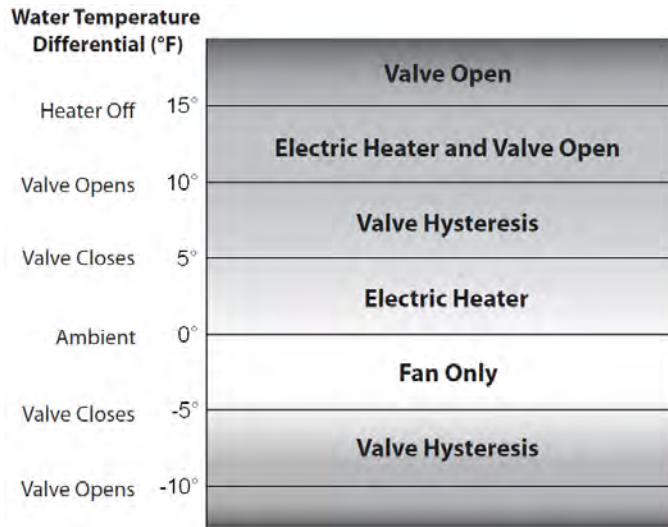 Water Temperature
Differential (°F)
Valve Open
Heater Off 15°
Electric Heater and Valve Open
Valve Opens 10°
Valve Hysteresis
Valve Closes 5°
Electric Heater
Ambient 0°
Fan Only
Valve Closes -5°
Valve Hysteresis
Valve Opens -10°